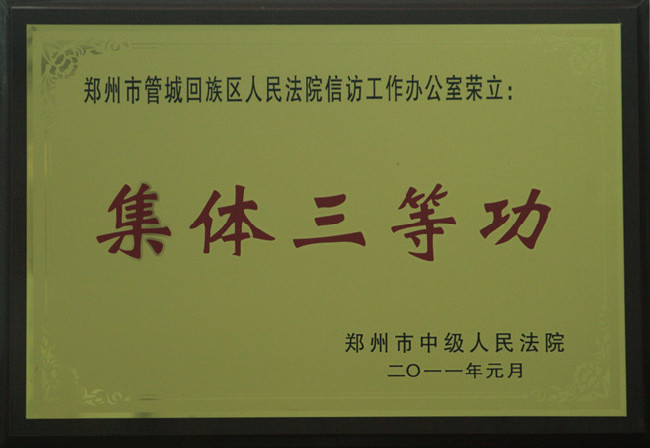 郑州市管城回族区人民法院信访工作办公室荣立：
集体三等功
郑州市中级人民法院
二〇一一年元月